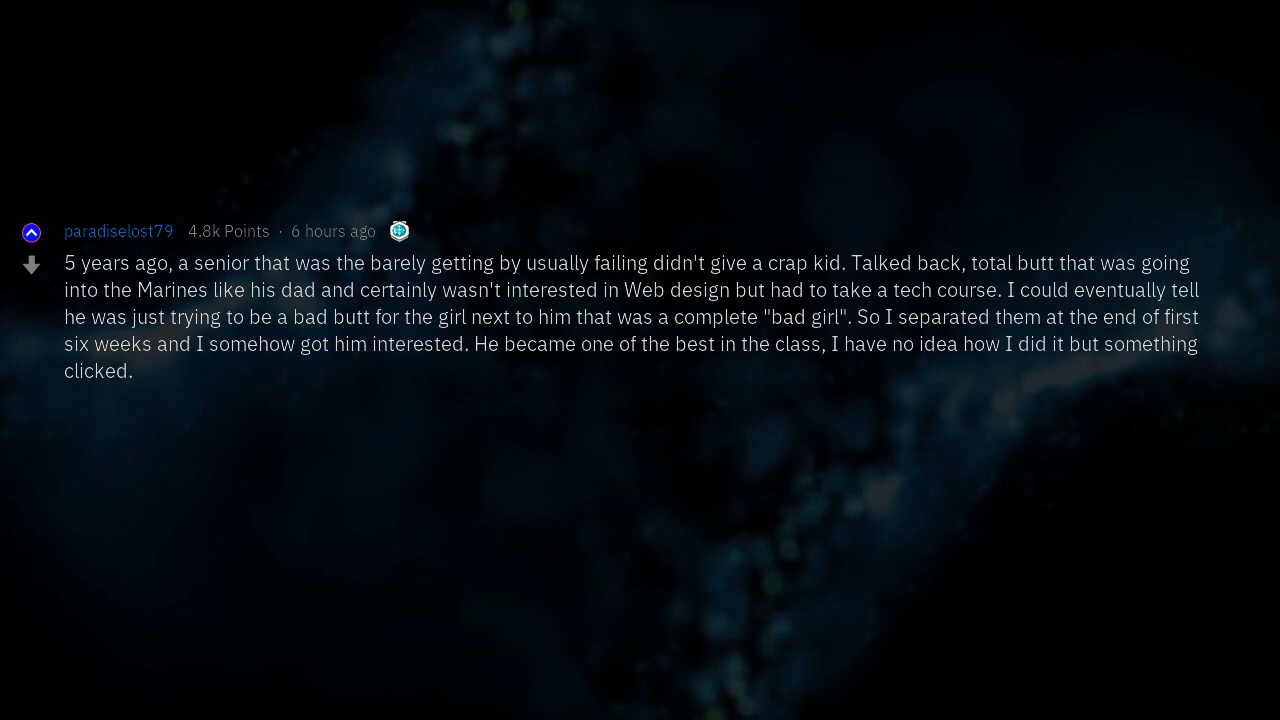 paradiselost79 4.8k Points · 6 hours ago
5 years ago, a senior that was the barely getting by usually failing didn't give a crap kid. Talked back, total butt that was going
into the Marines like his dad and certainly wasn't interested in Web design but had to take a tech course. I could eventually tell
he was just trying to be a bad butt for the girl next to him that was a complete "bad girl". So I separated them at the end of first
six weeks and I somehow got him interested. He became one of the best in the class, I have no idea how I did it but something
clicked.